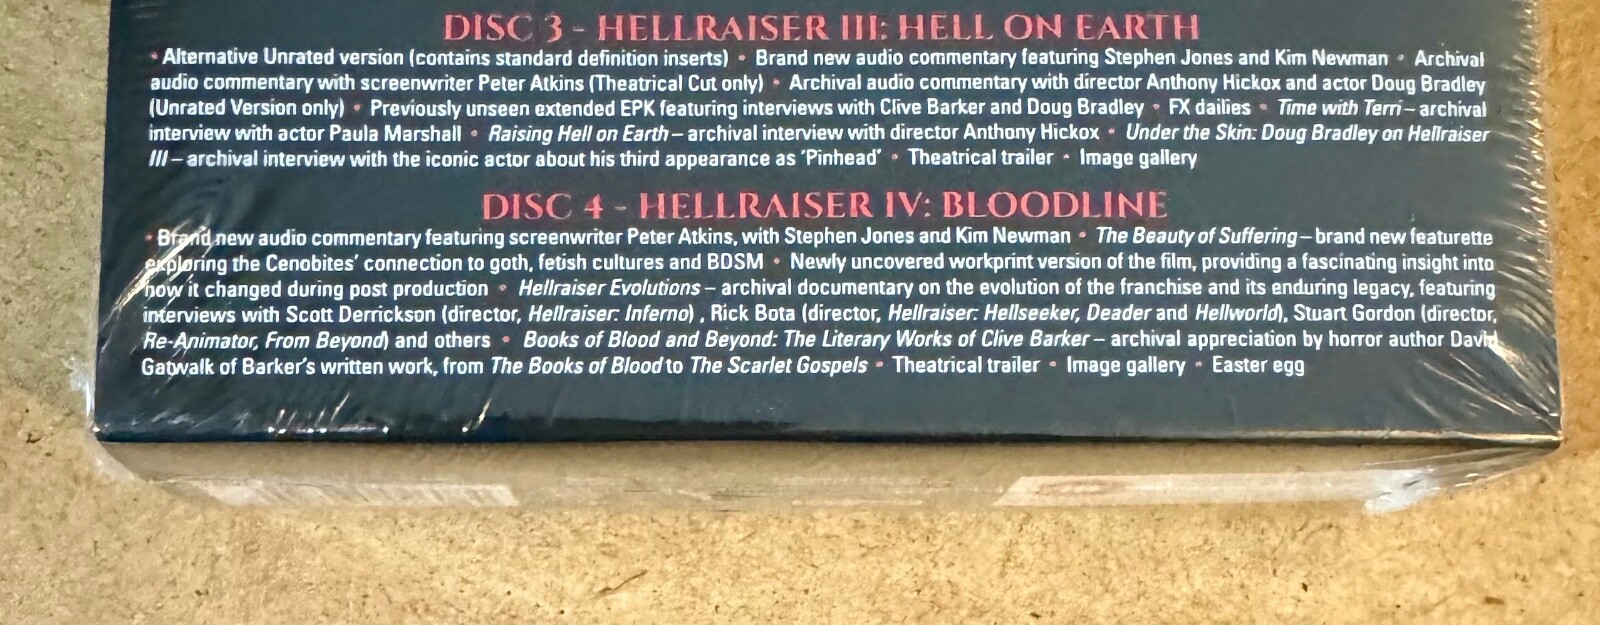 DISC 3 - HELLRAISER III: HELL ON EARTH
• Alternative Unrated version (contains standard definition inserts) • Brand new audio commentary featuring Stephen Jones and Kim Newman • Archival
audio commentary with screenwriter Peter Atkins (Theatrical Cut only) • Archival audio commentary with director Anthony Hickox and actor Doug Bradley
(Unrated Version only) • Previously unseen extended EPK featuring interviews with Clive Barker and Doug Bradley • FX dailies • Time with Terri – archival
interview with actor Paula Marshall • Raising Hell on Earth – archival interview with director Anthony Hickox • Under the Skin: Doug Bradley on Hellraiser
III – archival interview with the iconic actor about his third appearance as 'Pinhead' • Theatrical trailer • Image gallery
DISC 4 - HELLRAISER IV: BLOODLINE
• Brand new audio commentary featuring screenwriter Peter Atkins, with Stephen Jones and Kim Newman • The Beauty of Suffering – brand new featurette
exploring the Cenobites' connection to goth, fetish cultures and BDSM • Newly uncovered workprint version of the film, providing a fascinating insight into
how it changed during post production • Hellraiser Evolutions – archival documentary on the evolution of the franchise and its enduring legacy, featuring
interviews with Scott Derrickson (director, Hellraiser: Inferno) , Rick Bota (director, Hellraiser: Hellseeker, Deader and Hellworld), Stuart Gordon (director,
Re-Animator, From Beyond) and others • Books of Blood and Beyond: The Literary Works of Clive Barker – archival appreciation by horror author David
Gatwalk of Barker's written work, from The Books of Blood to The Scarlet Gospels • Theatrical trailer • Image gallery • Easter egg